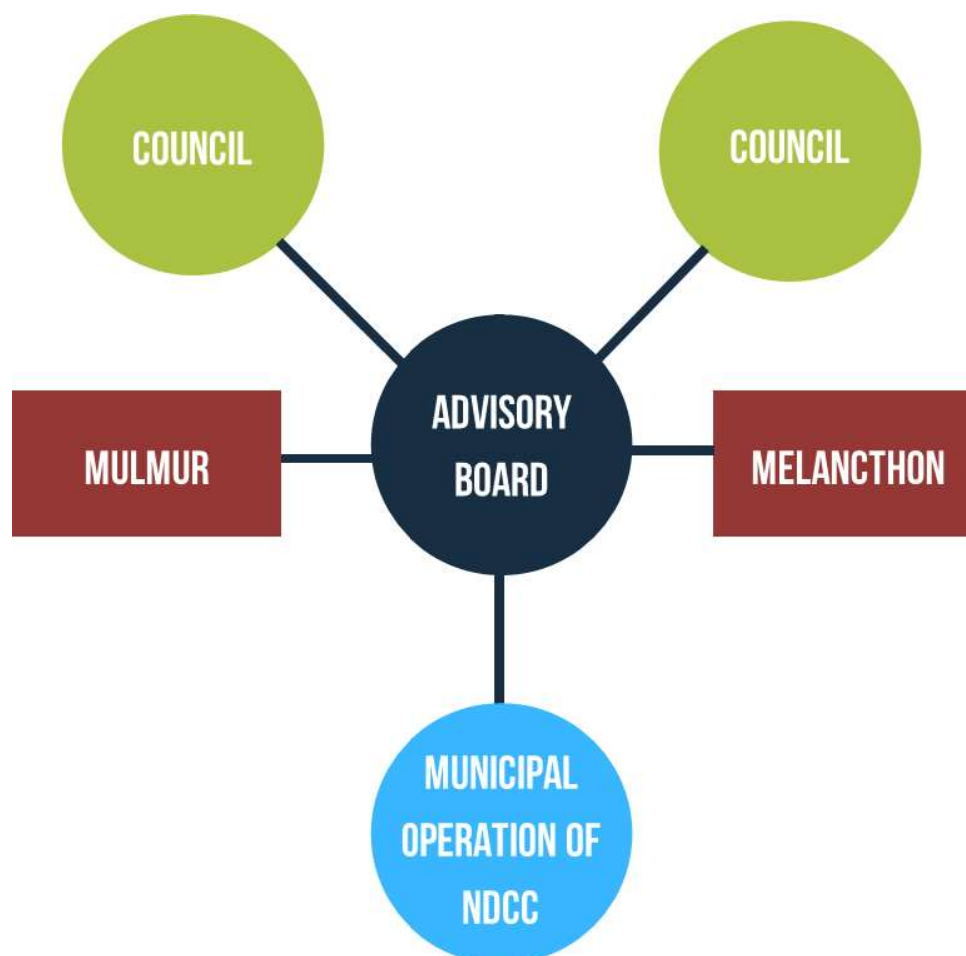 COUNCIL
COUNCIL
ADVISORY
BOARD
MULMUR
MELANCTHON
MUNICIPAL
OPERATION OF
NDCC